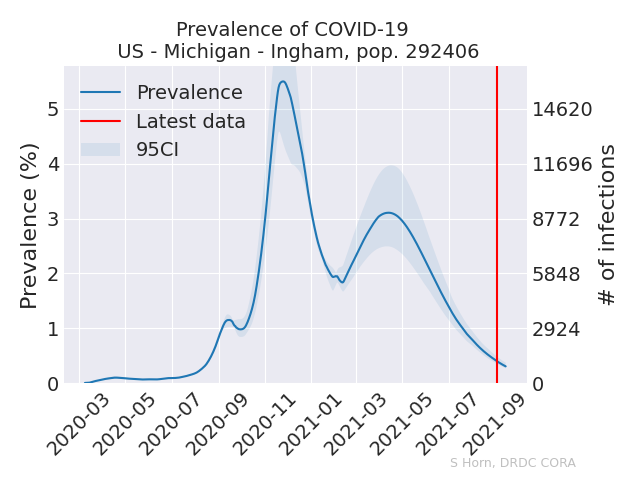 Prevalence of COVID-19
US - Michigan - Ingham, pop. 292406
Prevalence
Latest data
95CI
Prevalence (%)
5
4
3
2
1
0
14620
11696
8772
5848
2924
0
# of infections
2020-03
2020-05
2020-07
2020-09
2020-11
2021-01
2021-03
2021-05
2021-07
2021-09
S Horn, DRDC CORA